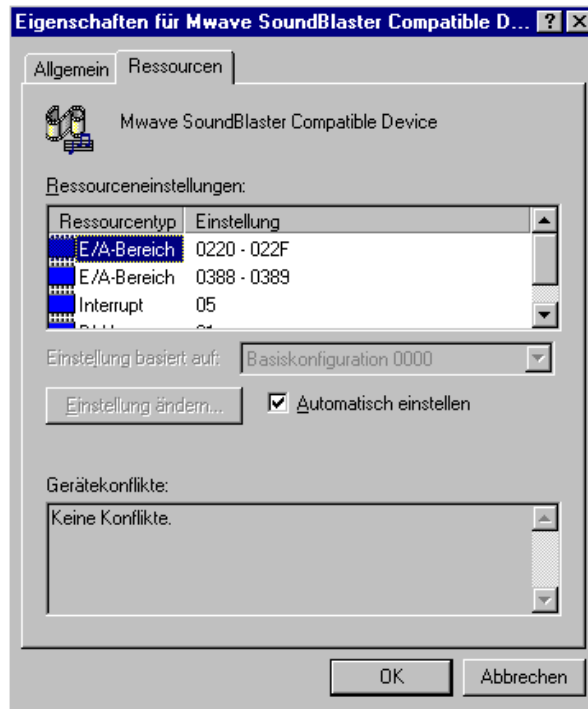 Eigenschaften für Mwave SoundBlaster Compatible D...
Allgemein Ressourcen
Mwave SoundBlaster Compatible Device
Ressourceneinstellungen:
Ressourcentyp Einstellung
E/A-Bereich 0220 - 022F
E/A-Bereich 0388 - 0389
Interrupt 05
Einstellung basiert auf: Basiskonfiguration 0000
Einstellung ändern... Automatisch einstellen
Gerätekonflikte:
Keine Konflikte.
OK Abbrechen